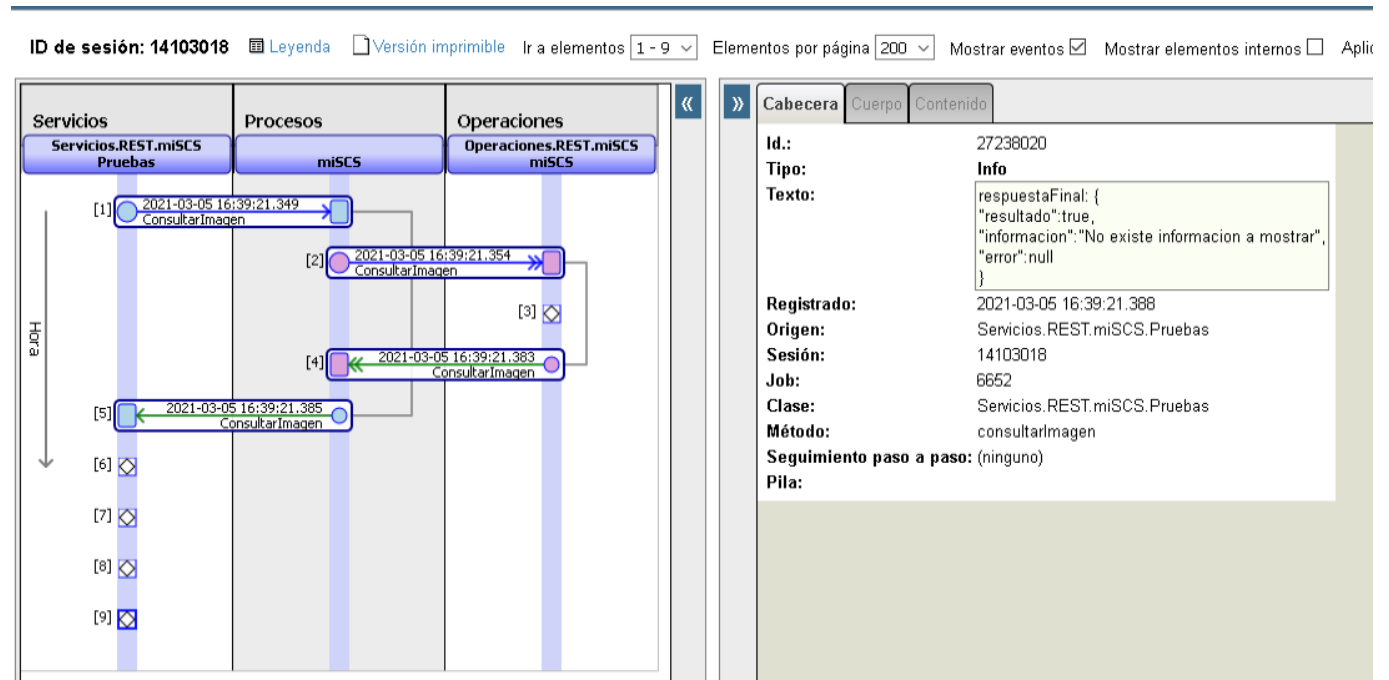 ID de sesión: 14103018 Leyenda Versión imprimible Ir a elementos 1 - 9 Elementos por página 200 Mostrar eventos Mostrar elementos internos
« »
Servicios Procesos Operaciones
Servicios.REST.miSCS
Pruebas
miSCS
Operaciones.REST.miSCS
miSCS
[1] 2021-03-05 16:39:21.349
ConsultarImagen
[2] 2021-03-05 16:39:21.354
ConsultarImagen
[3]
Hora
[4] 2021-03-05 16:39:21.383
ConsultarImagen
[5] 2021-03-05 16:39:21.385
ConsultarImagen
[6]
[7]
[8]
[9]
Cabecera Cuerpo Contenido
Id.: 27238020
Tipo: Info
Texto: respuestaFinal: {
"resultado":true,
"informacion":"No existe informacion a mostrar",
"error":null
}
Registrado: 2021-03-05 16:39:21.388
Origen: Servicios.REST.miSCS.Pruebas
Sesión: 14103018
Job: 6652
Clase: Servicios.REST.miSCS.Pruebas
Método: consultarImagen
Seguimiento paso a paso: (ninguno)
Pila: